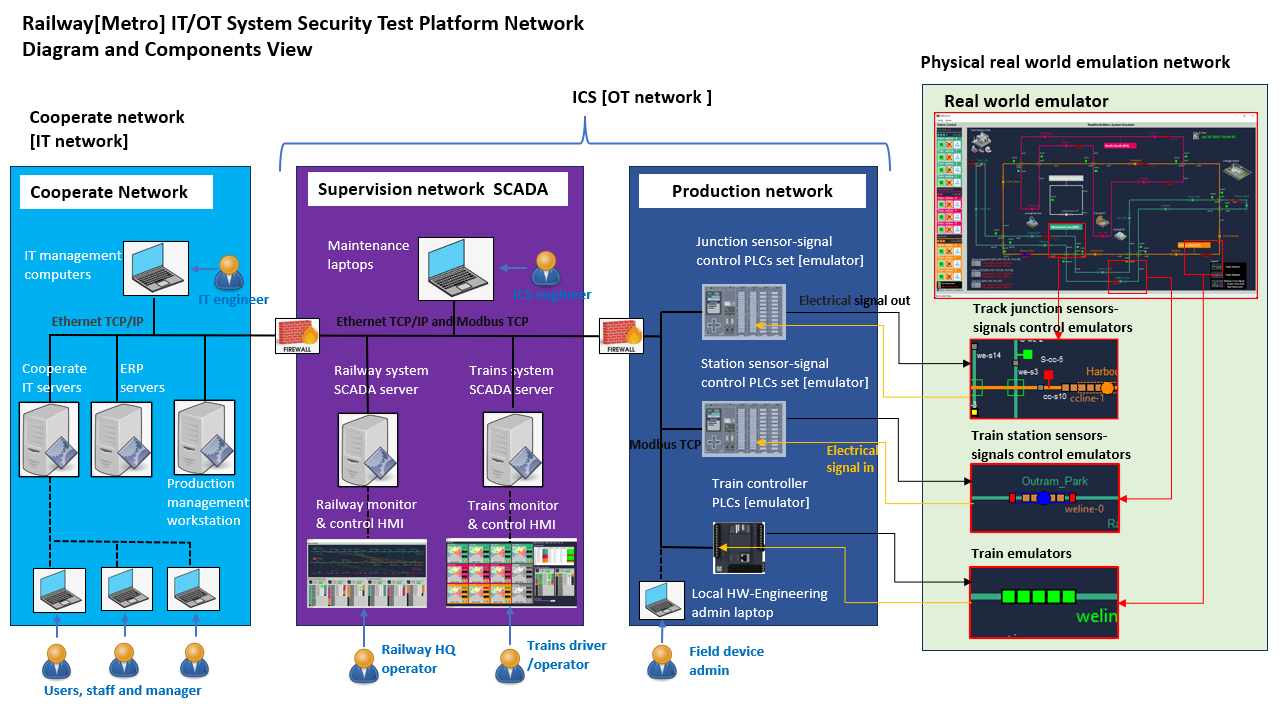 Railway[Metro] IT/OT System Security Test Platform Network
Diagram and Components View
Physical real world emulation network
ICS [OT network ]
Cooperate network
[IT network]
Real world emulator
Cooperate Network
Supervision network SCADA
Production network
IT management
computers
IT engineer
Ethernet TCP/IP
Cooperate
IT servers
ERP
servers
Production
management
workstation
Users, staff and manager
FIREWALL
Maintenance
laptops
ICS engineer
Ethernet TCP/IP and Modbus TCP
Railway system
SCADA server
Trains system
SCADA server
Railway monitor
& control HMI
Trains monitor
& control HMI
Railway HQ
operator
Trains driver
/operator
FIREWALL
Junction sensor-signal
control PLCs set [emulator]
Electrical signal out
Station sensor-signal
control PLCs set [emulator]
Modbus TCP
Electrical
signal in
Train controller
PLCs [emulator]
Local HW-Engineering
admin laptop
Field device
admin
Track junction sensors-
signals control emulators
we-s14
S-cc-5
we-s3
Harbou
cc-s10
ccline-1
-3
Train station sensors-
signals control emulators
Outram_Park
weline-0
Ra
Train emulators
welin